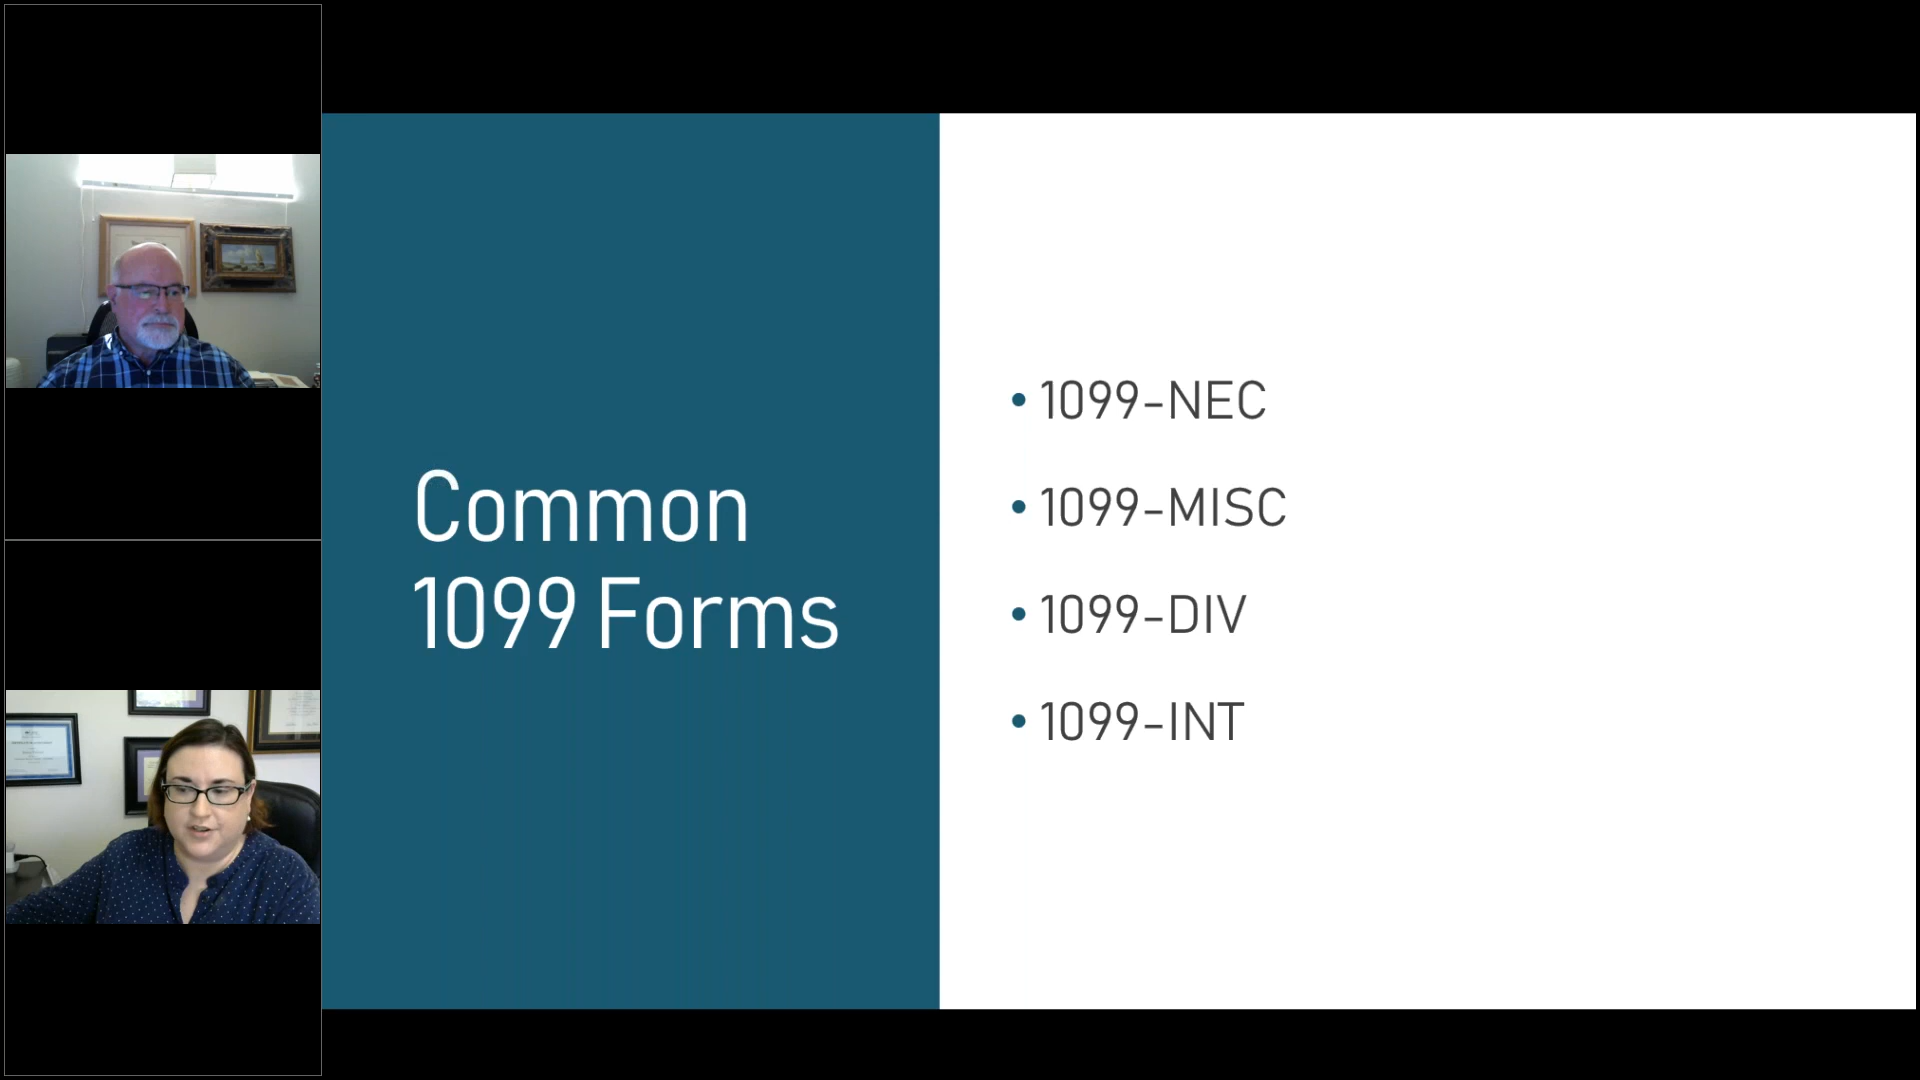 Common
1099 Forms
• 1099-NEC
• 1099-MISC
• 1099-DIV
• 1099-INT